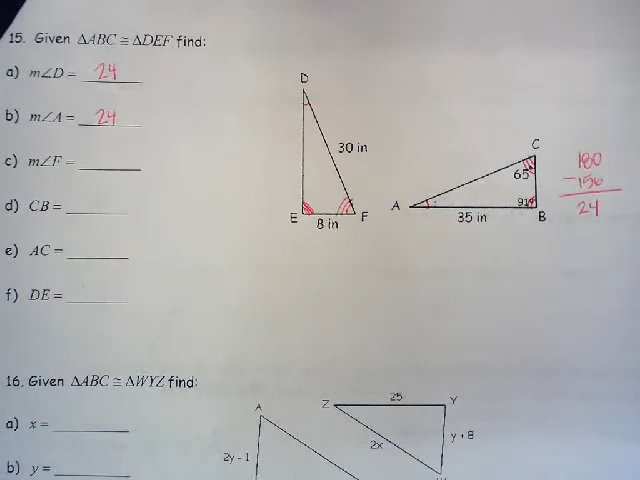 15. Given ΔABC ≅ ΔDEF find:
a) m∠D = 24
b) m∠A = 24
c) m∠F =
d) CB =
e) AC =
f) DE =
D
30 in
E
8 in
F
C
65
A
91
35 in
B
180
-156
24
16. Given ΔABC ≅ ΔWYZ find:
a) x =
b) y =
A
2y - 1
Z
25
Y
2x
y + 8